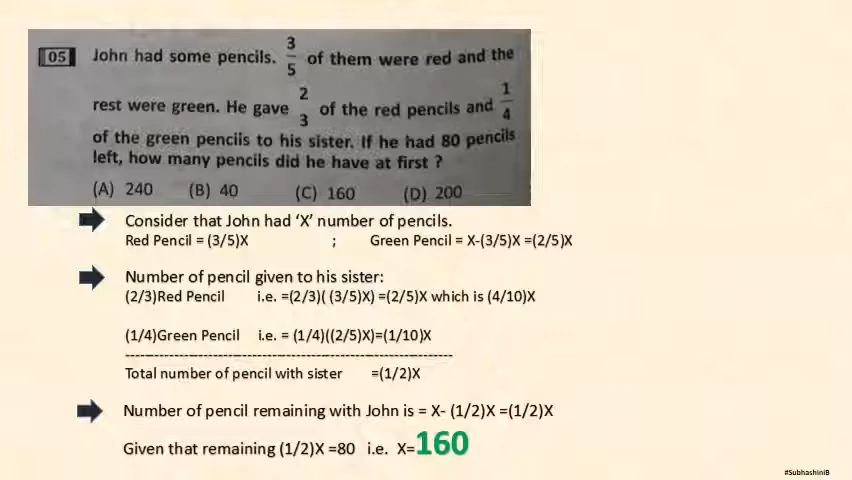 05 John had some pencils. 3/5 of them were red and the
rest were green. He gave 2/3 of the red pencils and 1/4
of the green pencils to his sister. If he had 80 pencils
left, how many pencils did he have at first ?
(A) 240 (B) 40 (C) 160 (D) 200
Consider that John had ‘X’ number of pencils.
Red Pencil = (3/5)X ; Green Pencil = X-(3/5)X =(2/5)X
Number of pencil given to his sister:
(2/3)Red Pencil i.e. =(2/3)( (3/5)X) =(2/5)X which is (4/10)X
(1/4)Green Pencil i.e. = (1/4)((2/5)X)=(1/10)X
Total number of pencil with sister =(1/2)X
Number of pencil remaining with John is = X- (1/2)X =(1/2)X
Given that remaining (1/2)X =80 i.e. X=160
#SubhashiniB